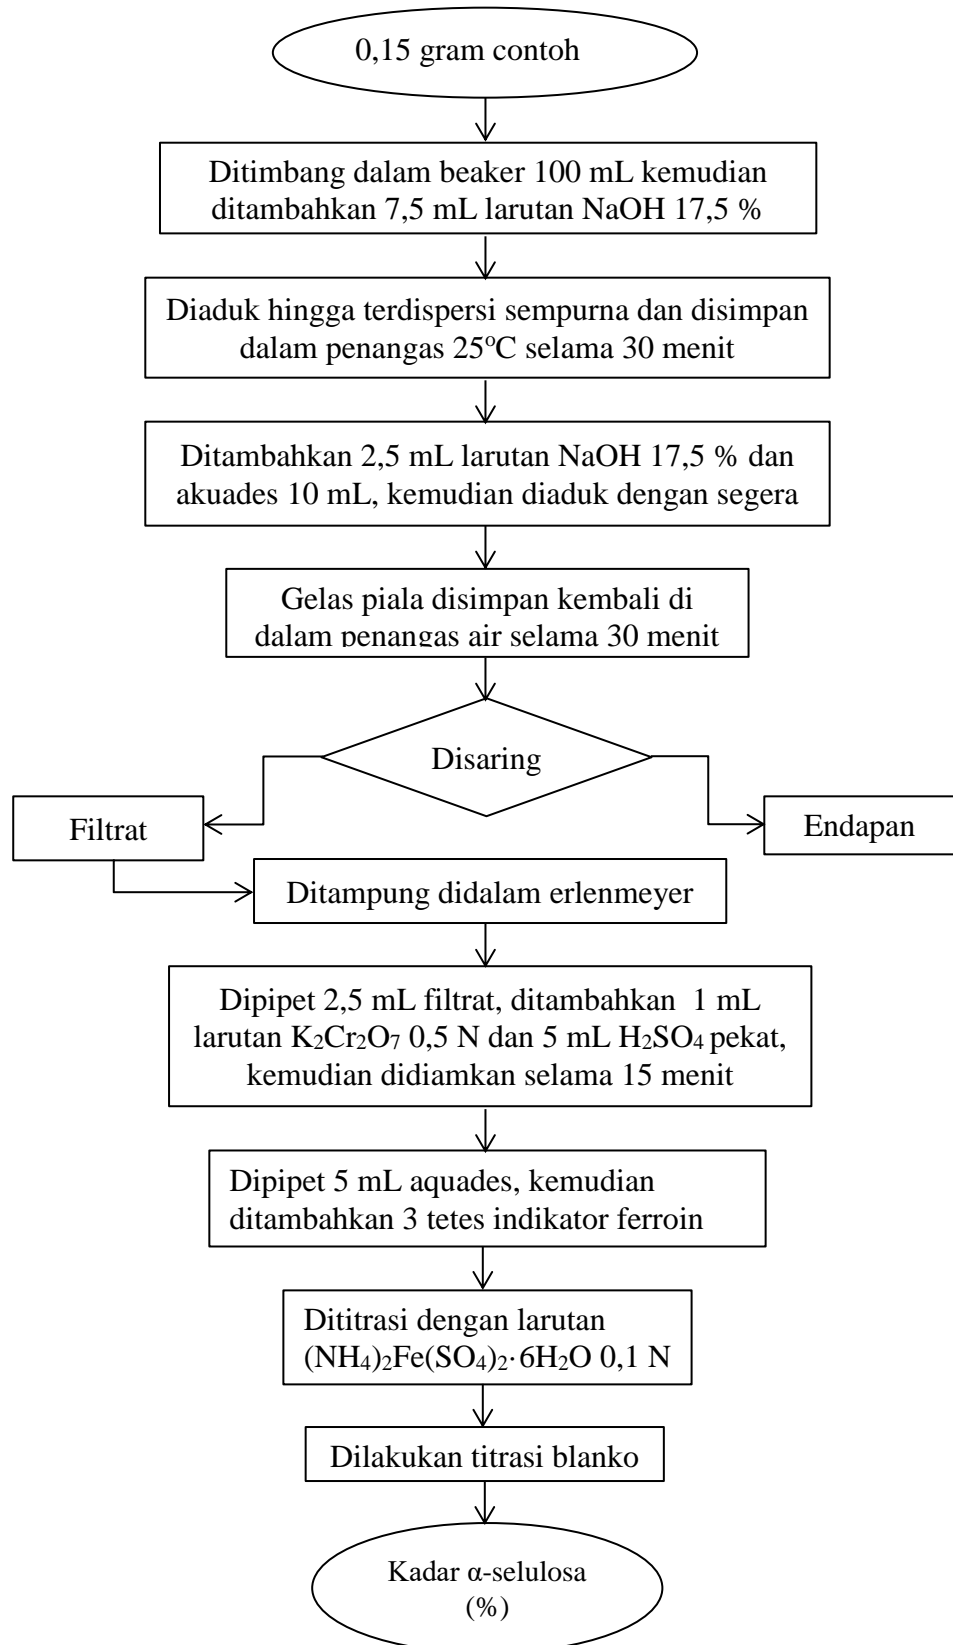 0,15 gram contoh
Ditimbang dalam beaker 100 mL kemudian
ditambahkan 7,5 mL larutan NaOH 17,5 %
Diaduk hingga terdispersi sempurna dan disimpan
dalam penangas 25°C selama 30 menit
Ditambahkan 2,5 mL larutan NaOH 17,5 % dan
akuades 10 mL, kemudian diaduk dengan segera
Gelas piala disimpan kembali di
dalam penangas air selama 30 menit
Disaring
Filtrat
Endapan
Ditampung didalam erlenmeyer
Dipipet 2,5 mL filtrat, ditambahkan 1 mL
larutan K₂Cr₂O₇ 0,5 N dan 5 mL H₂SO₄ pekat,
kemudian didiamkan selama 15 menit
Dipipet 5 mL aquades, kemudian
ditambahkan 3 tetes indikator ferroin
Dititrasi dengan larutan
(NH₄)₂Fe(SO₄)₂·6H₂O 0,1 N
Dilakukan titrasi blanko
Kadar α-selulosa
(%)